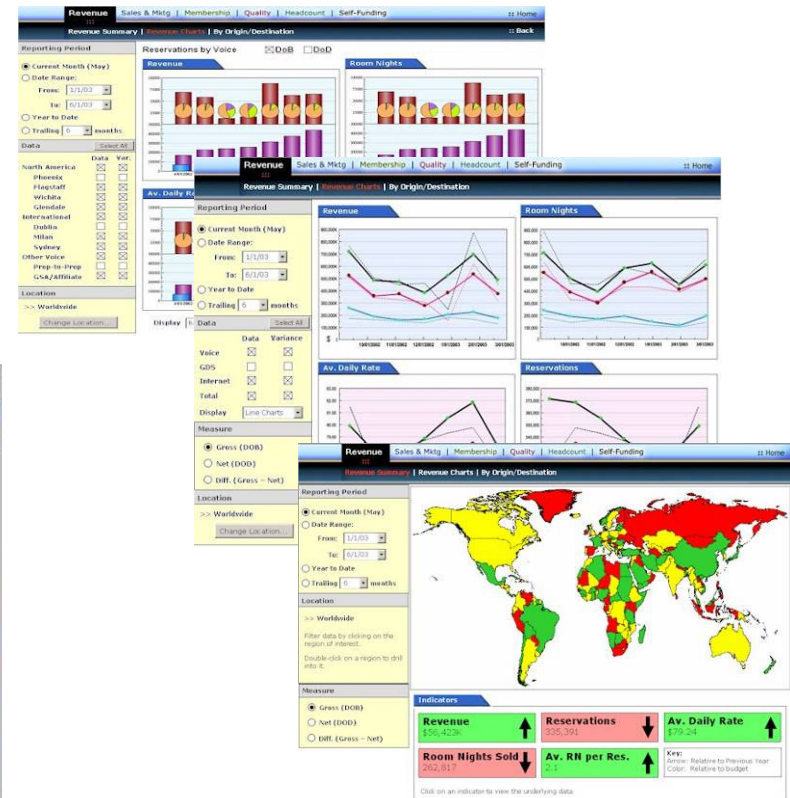 Revenue Sales & Mktg | Membership | Quality | Headcount | Self-Funding :: Home
Revenue Summary | Revenue Charts | By Origin/Destination :: Back
Reporting Period
Current Month (May)
Date Range:
From: 1/1/03
To: 6/1/03
Year to Date
Trailing 6 months
Data Select All
Data Var.
North America
Phoenix
Flagstaff
Wichita
Glendale
International
Dublin
Milan
Sydney
Other Voice
Prop-to-Prop
GSA/Affiliate
Location
>> Worldwide
Change Location...
Reservations by Voice DoB DoD
Revenue
Room Nights
Av. Daily Ra
Display
Revenue Sales & Mktg | Membership | Quality | Headcount | Self-Funding :: Home
Revenue Summary | Revenue Charts | By Origin/Destination
Reporting Period
Current Month (May)
Date Range:
From: 1/1/03
To: 6/1/03
Year to Date
Trailing 6 months
Data Select All
Data Variance
Voice
GDS
Internet
Total
Display Line Charts
Measure
Gross (DOB)
Net (DOD)
Diff. (Gross - Net)
Location
>> Worldwide
Change Location...
Revenue
Room Nights
Av. Daily Rate
Reservations
Revenue Sales & Mktg | Membership | Quality | Headcount | Self-Funding :: Home
Revenue Summary | Revenue Charts | By Origin/Destination
Reporting Period
Current Month (May)
Date Range:
From: 1/1/03
To: 6/1/03
Year to Date
Trailing 6 months
Location
>> Worldwide
Filter data by clicking on the
region of interest.
Double-click on a region to drill
into it.
Measure
Gross (DOB)
Net (DOD)
Diff. (Gross - Net)
Indicators
Revenue
$56,423K
Reservations
335,391
Av. Daily Rate
$79.24
Room Nights Sold
262,817
Av. RN per Res.
2.1
Key:
Arrow: Relative to Previous Year
Color: Relative to budget
Click on an indicator to view the underlying data